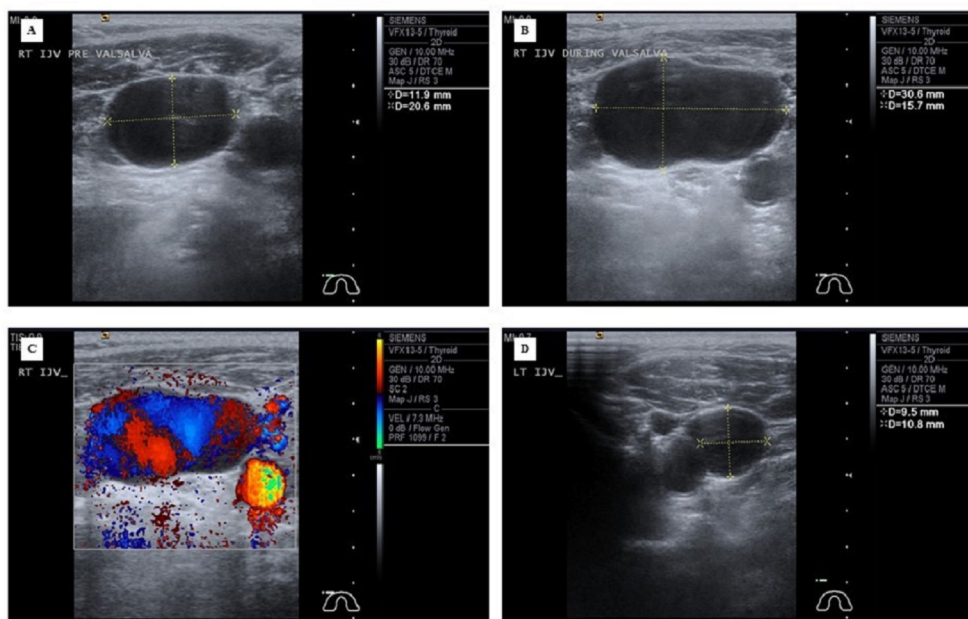 A
RT IJV PRE VALSALVA
SIEMENS
VFX13-5 / Thyroid
2D
GEN / 10.00 MHz
30 dB / DR 70
ASC 5 / DTCE M
Map J / RS 3
D=11.9 mm
D=20.6 mm
B
RT IJV DURING VALSALVA
SIEMENS
VFX13-5 / Thyroid
2D
GEN / 10.00 MHz
30 dB / DR 70
ASC 5 / DTCE M
Map J / RS 3
D=30.6 mm
D=15.7 mm
C
RT IJV_
SIEMENS
VFX13-5 / Thyroid
2D
GEN / 10.00 MHz
30 dB / DR 70
SC 2
Map J / RS 3
C
VEL / 7.3 MHz
0 dB / Flow Gen
PRF 1099 / F 2
D
LT IJV_
SIEMENS
VFX13-5 / Thyroid
2D
GEN / 10.00 MHz
30 dB / DR 70
ASC 5 / DTCE M
Map J / RS 3
D=9.5 mm
D=10.8 mm